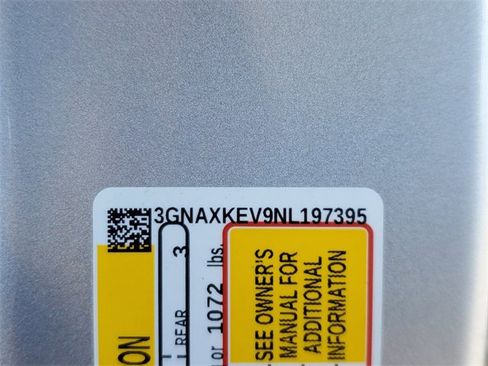 3GNAXKEV9NL197395
ON
REAR 3
or 1072 lbs.
SEE OWNER'S
MANUAL FOR
ADDITIONAL
INFORMATION